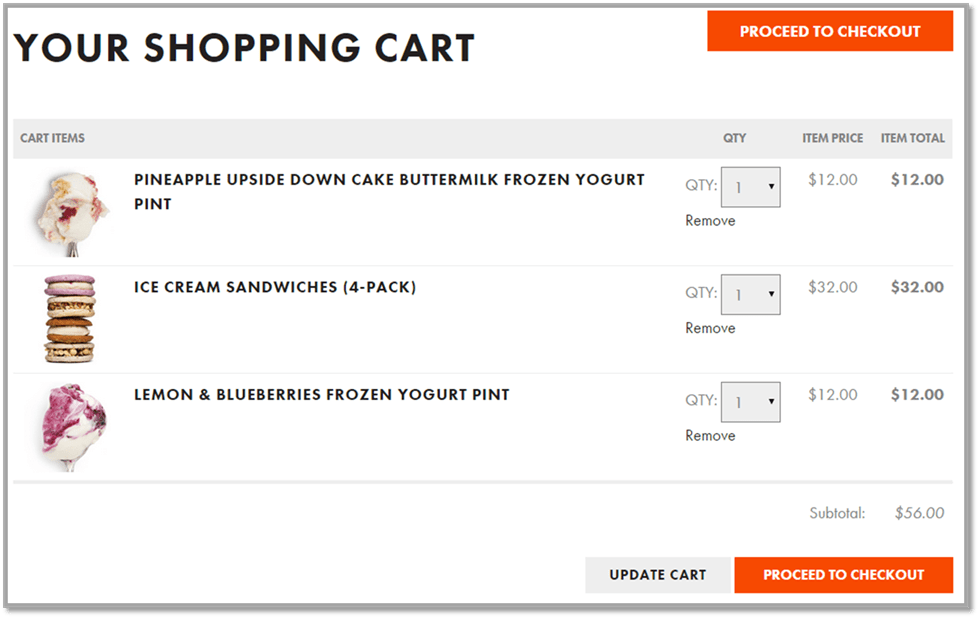 YOUR SHOPPING CART
PROCEED TO CHECKOUT
CART ITEMS QTY ITEM PRICE ITEM TOTAL
PINEAPPLE UPSIDE DOWN CAKE BUTTERMILK FROZEN YOGURT QTY: 1 $12.00 $12.00
PINT
Remove
ICE CREAM SANDWICHES (4-PACK) QTY: 1 $32.00 $32.00
Remove
LEMON & BLUEBERRIES FROZEN YOGURT PINT QTY: 1 $12.00 $12.00
Remove
Subtotal: $56.00
UPDATE CART PROCEED TO CHECKOUT